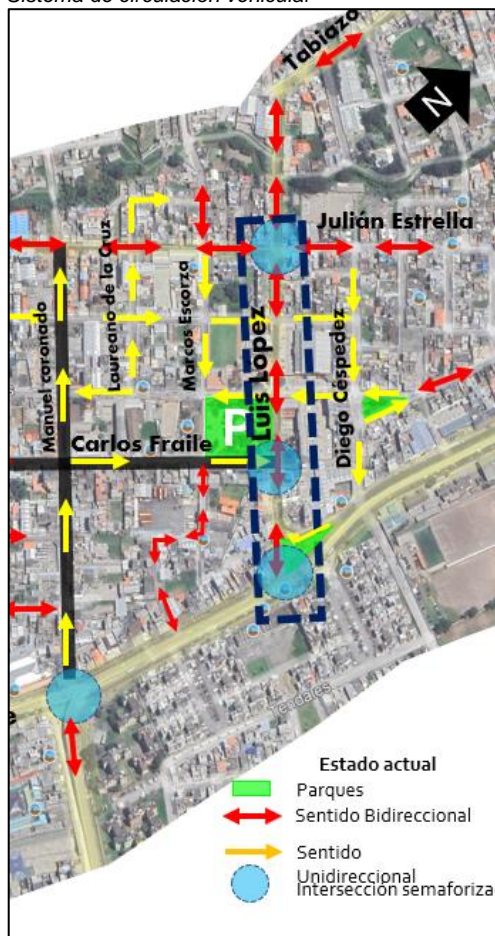 Sistema de circulación vehicular
Tabiazo
N
Julián Estrella
Laureano de la Cruz
Marcos Escorza
Manuel coronado
Luis Lopez
Diego Céspedez
P
Carlos Fraile
Estado actual
Parques
Sentido Bidireccional
Sentido
Unidireccional
Intersección semaforiza